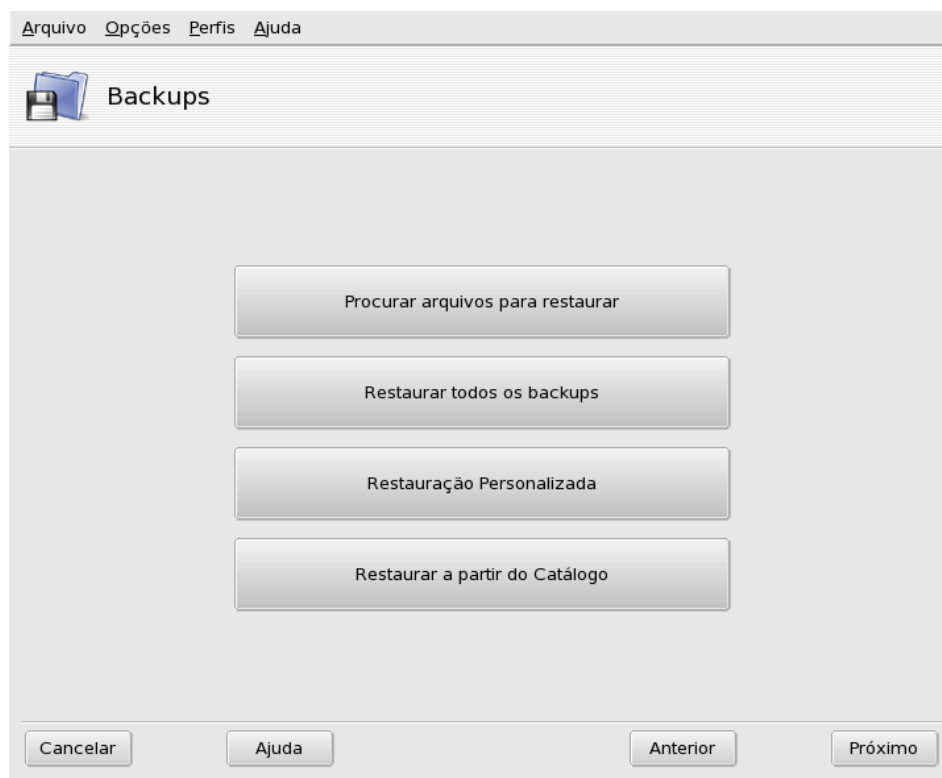 Arquivo Opções Perfis Ajuda
Backups
Procurar arquivos para restaurar
Restaurar todos os backups
Restauração Personalizada
Restaurar a partir do Catálogo
Cancelar Ajuda Anterior Próximo